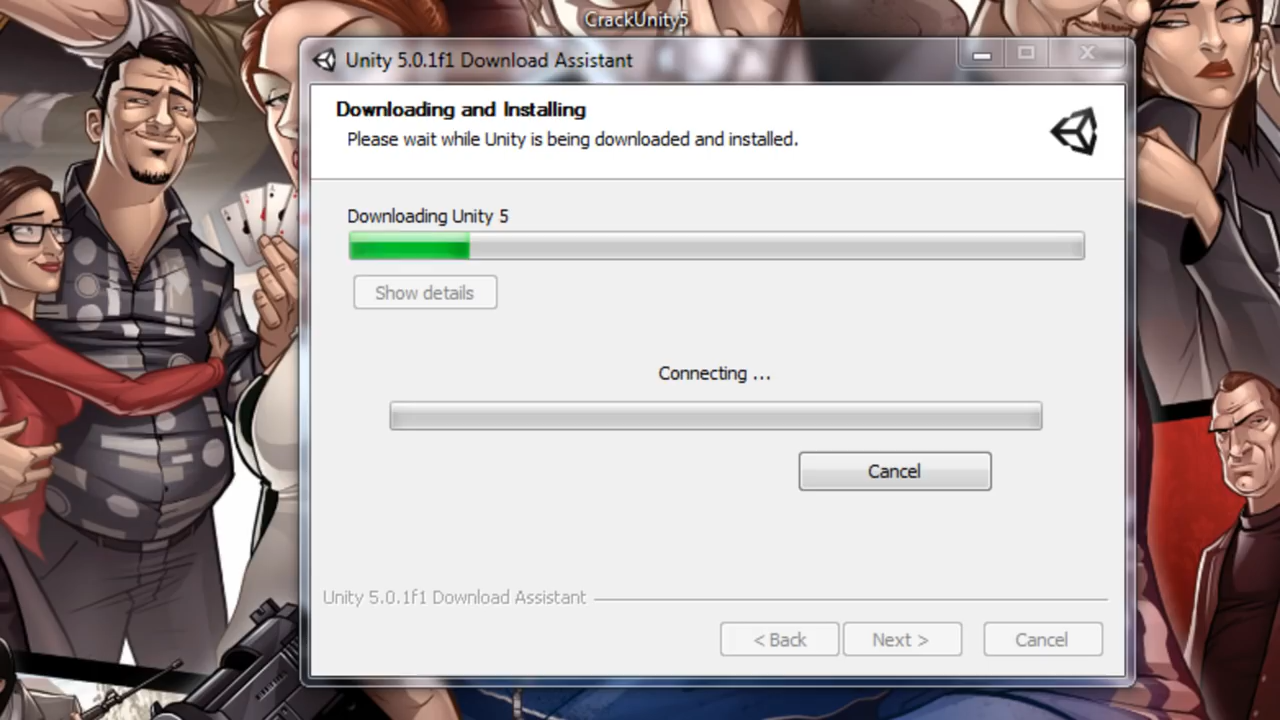 CrackUnity5
Unity 5.0.1f1 Download Assistant
Downloading and Installing
Please wait while Unity is being downloaded and installed.
Downloading Unity 5
Show details
Connecting ...
Cancel
Unity 5.0.1f1 Download Assistant
< Back
Next >
Cancel